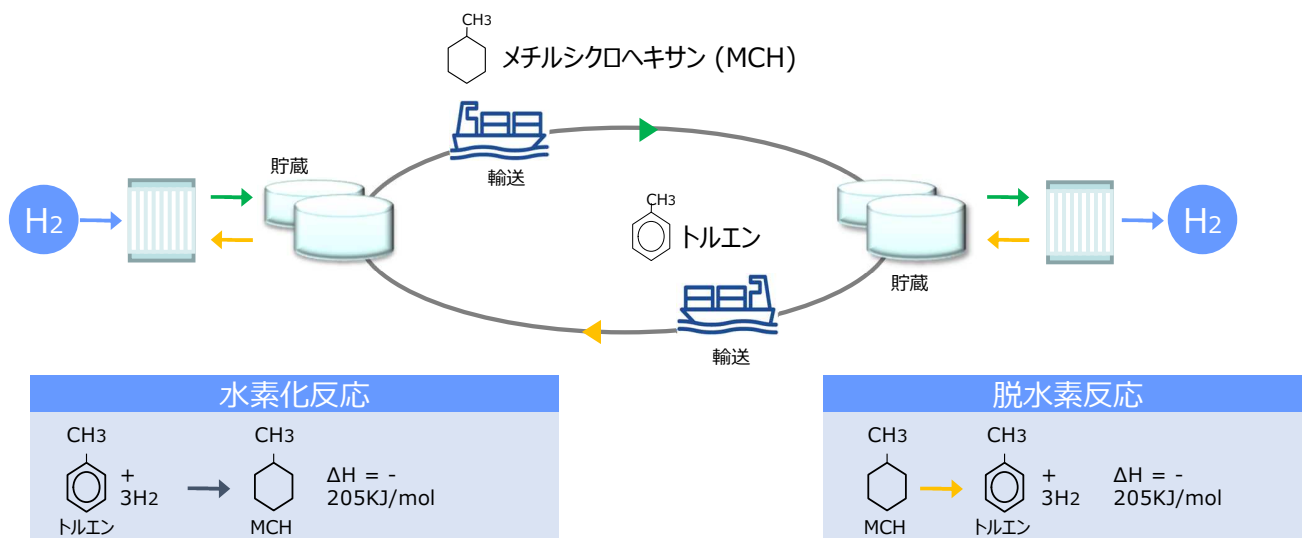 CH3
メチルシクロヘキサン (MCH)
輸送
貯蔵
H2
CH3
トルエン
H2
貯蔵
輸送
水素化反応
CH3
+
3H2
ΔH = -
205KJ/mol
トルエン
MCH
CH3
脱水素反応
CH3
CH3
+
3H2
ΔH = -
205KJ/mol
MCH
トルエン